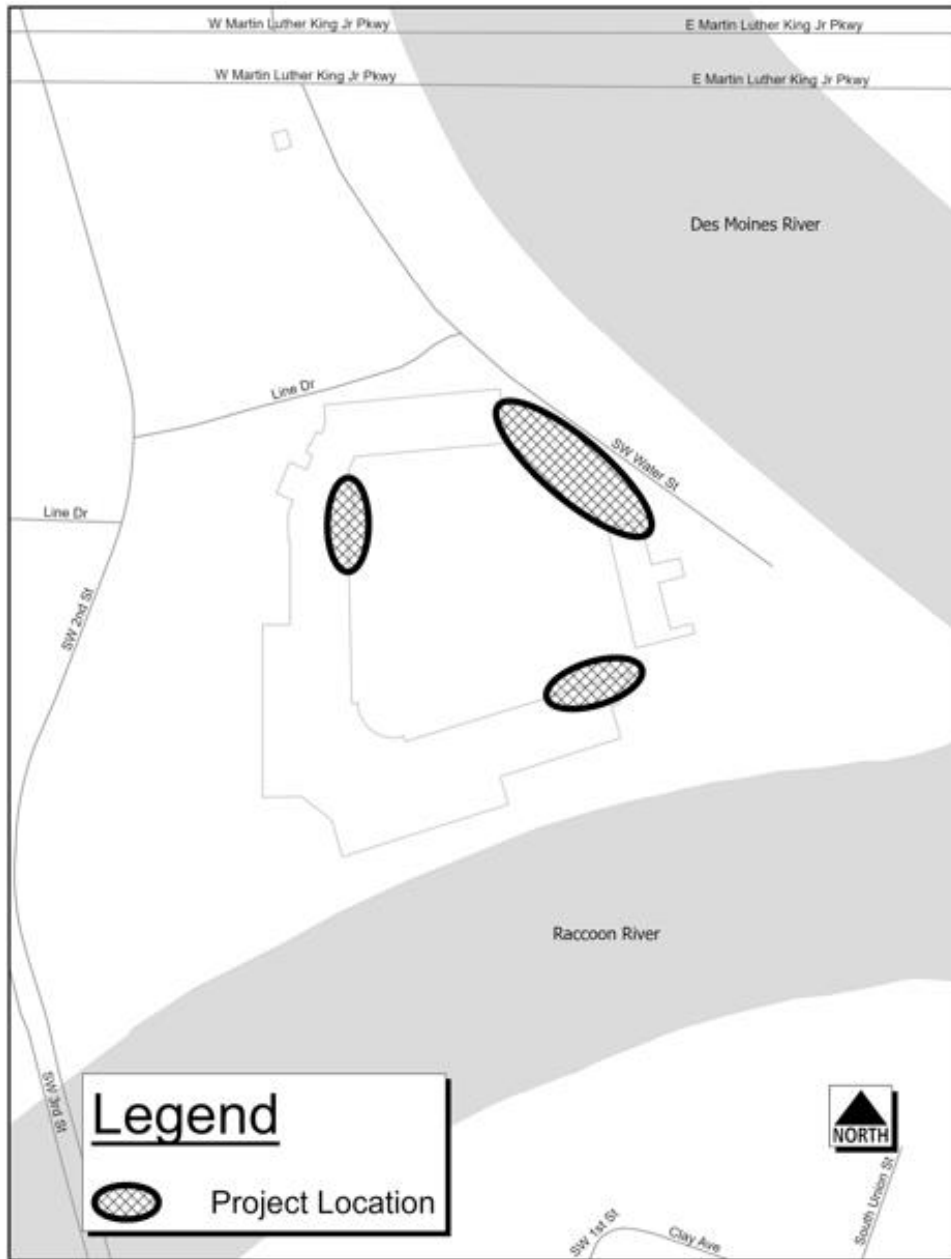 W Martin Luther King Jr Pkwy
E Martin Luther King Jr Pkwy
W Martin Luther King Jr Pkwy
E Martin Luther King Jr Pkwy
Des Moines River
Line Dr
SW Water St
Line Dr
SW 2nd St
Raccoon River
SW 3rd St
Legend
Project Location
NORTH
South Union St
SW 1st St
Clay Ave